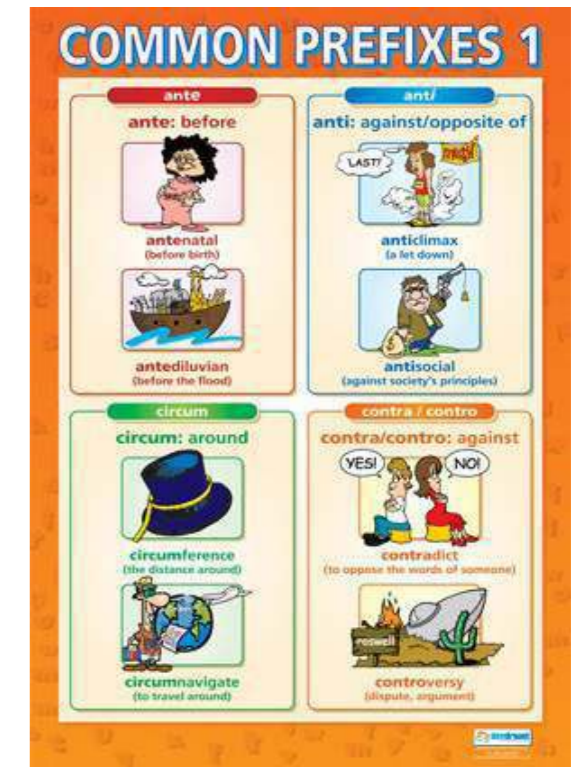 COMMON PREFIXES 1
ante
ante: before
antenatal
(before birth)
antediluvian
(before the flood)
anti
anti: against/opposite of
LAST!
anticlimax
(a let down)
antisocial
(against society's principles)
circum
circum: around
circumference
(the distance around)
circumnavigate
(to travel around)
contra / contro
contra/contro: against
YES!
NO!
contradict
(to oppose the words of someone)
roswell
controversy
(dispute, argument)